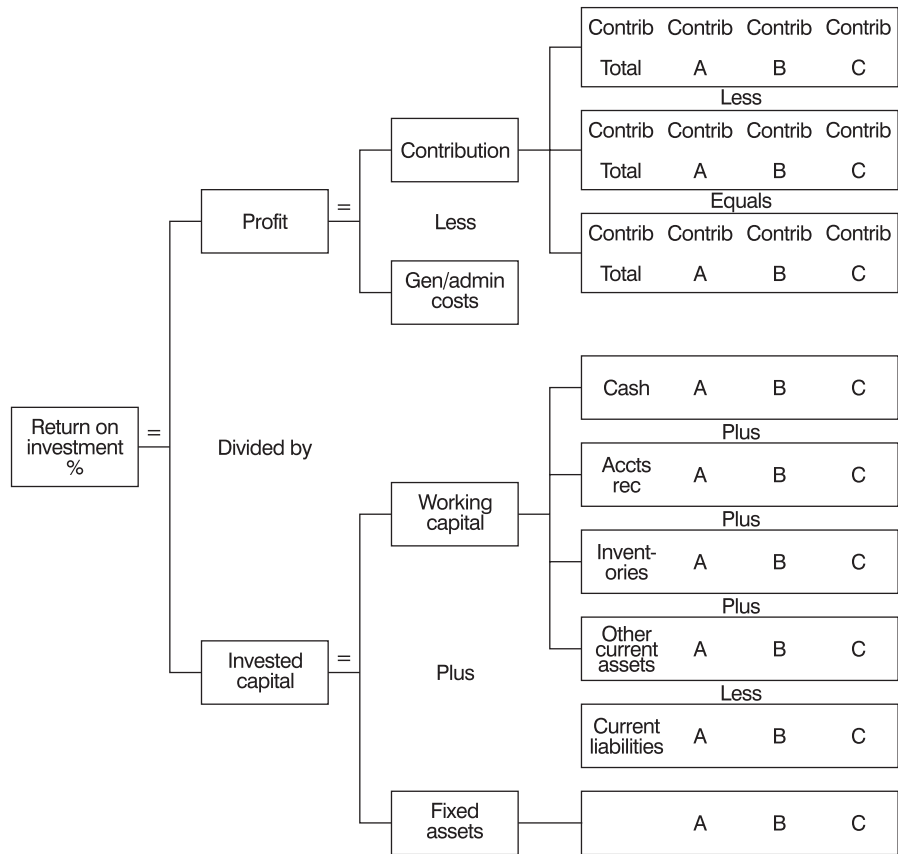 Contrib Contrib Contrib Contrib
Total A B C
Less
Contrib Contrib Contrib Contrib
Contribution
Total A B C
Equals
Profit
=
Less
Contrib Contrib Contrib Contrib
Total A B C
Gen/admin
costs
Cash A B C
Plus
Return on
investment
%
=
Divided by
Accts
rec A B C
Plus
Working
capital
Invent-
ories A B C
Plus
Other
current
assets A B C
Invested
capital
=
Plus
Less
Current
liabilities A B C
Fixed
assets
A B C